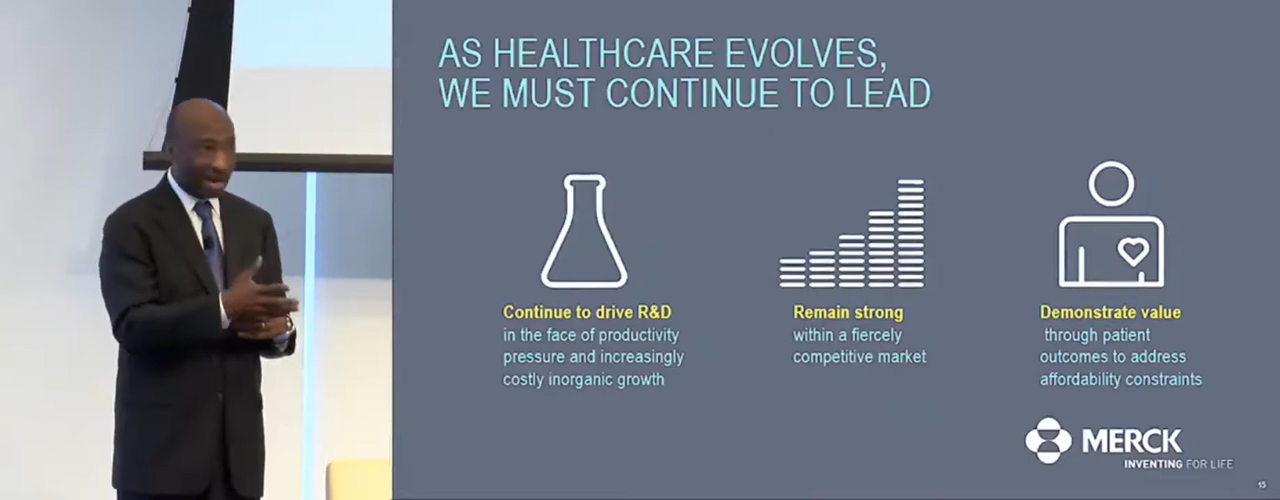 AS HEALTHCARE EVOLVES,
WE MUST CONTINUE TO LEAD
Continue to drive R&D
in the face of productivity
pressure and increasingly
costly inorganic growth
Remain strong
within a fiercely
competitive market
Demonstrate value
through patient
outcomes to address
affordability constraints
MERCK
INVENTING FOR LIFE
15